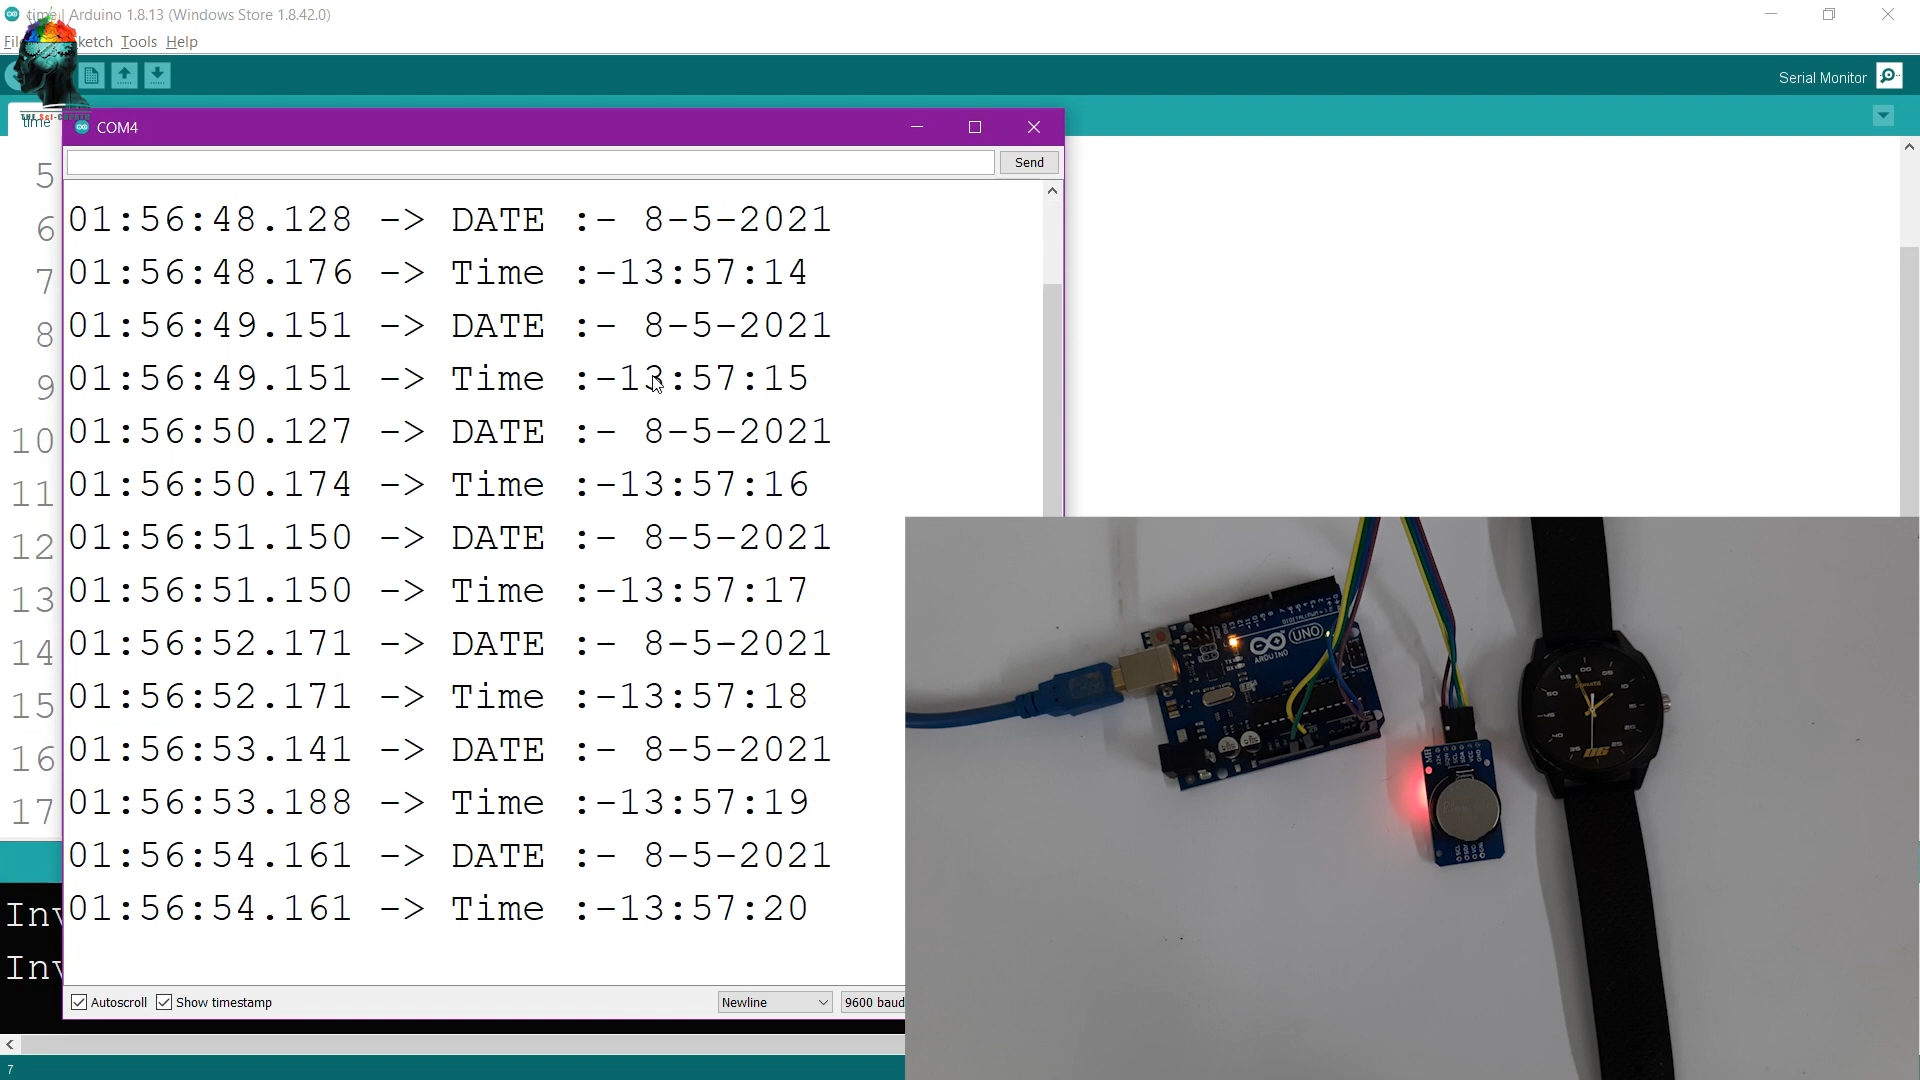 time | Arduino 1.8.13 (Windows Store 1.8.42.0)
ketch Tools Help
Serial Monitor
time
COM4
Send
5
6
7
8
9
10
11
12
13
14
15
16
17
01:56:48.128 -> DATE :- 8-5-2021
01:56:48.176 -> Time :-13:57:14
01:56:49.151 -> DATE :- 8-5-2021
01:56:49.151 -> Time :-13:57:15
01:56:50.127 -> DATE :- 8-5-2021
01:56:50.174 -> Time :-13:57:16
01:56:51.150 -> DATE :- 8-5-2021
01:56:51.150 -> Time :-13:57:17
01:56:52.171 -> DATE :- 8-5-2021
01:56:52.171 -> Time :-13:57:18
01:56:53.141 -> DATE :- 8-5-2021
01:56:53.188 -> Time :-13:57:19
01:56:54.161 -> DATE :- 8-5-2021
01:56:54.161 -> Time :-13:57:20
Inv
Inv
Autoscroll Show timestamp
Newline
9600 baud
7
ARDUINO
UNO